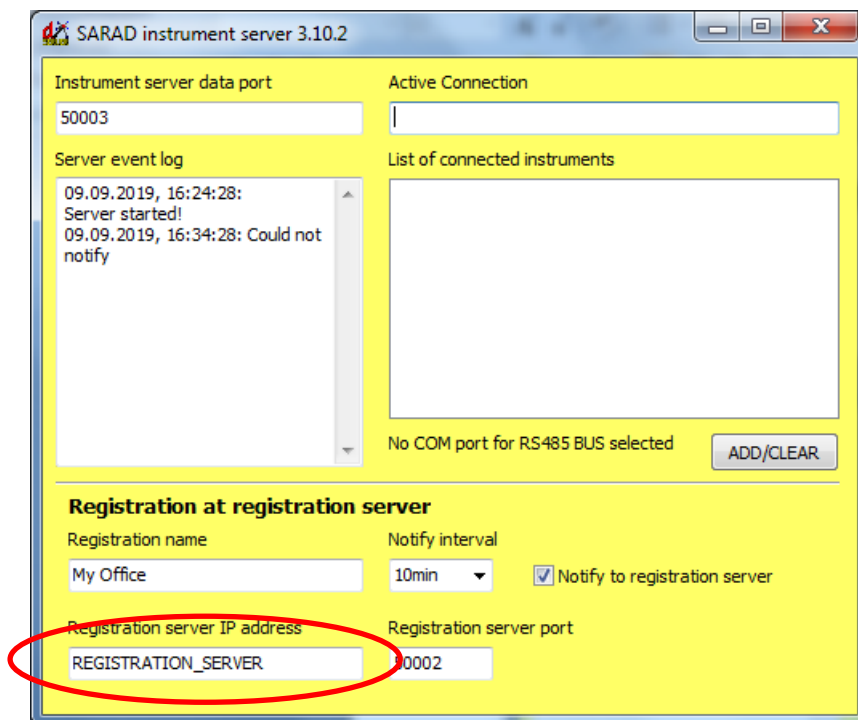 SARAD instrument server 3.10.2
Instrument server data port
Active Connection
50003
Server event log
List of connected instruments
09.09.2019, 16:24:28:
Server started!
09.09.2019, 16:34:28: Could not
notify
No COM port for RS485 BUS selected
ADD/CLEAR
Registration at registration server
Registration name
Notify interval
My Office
10min
Notify to registration server
Registration server IP address
Registration server port
REGISTRATION_SERVER
50002